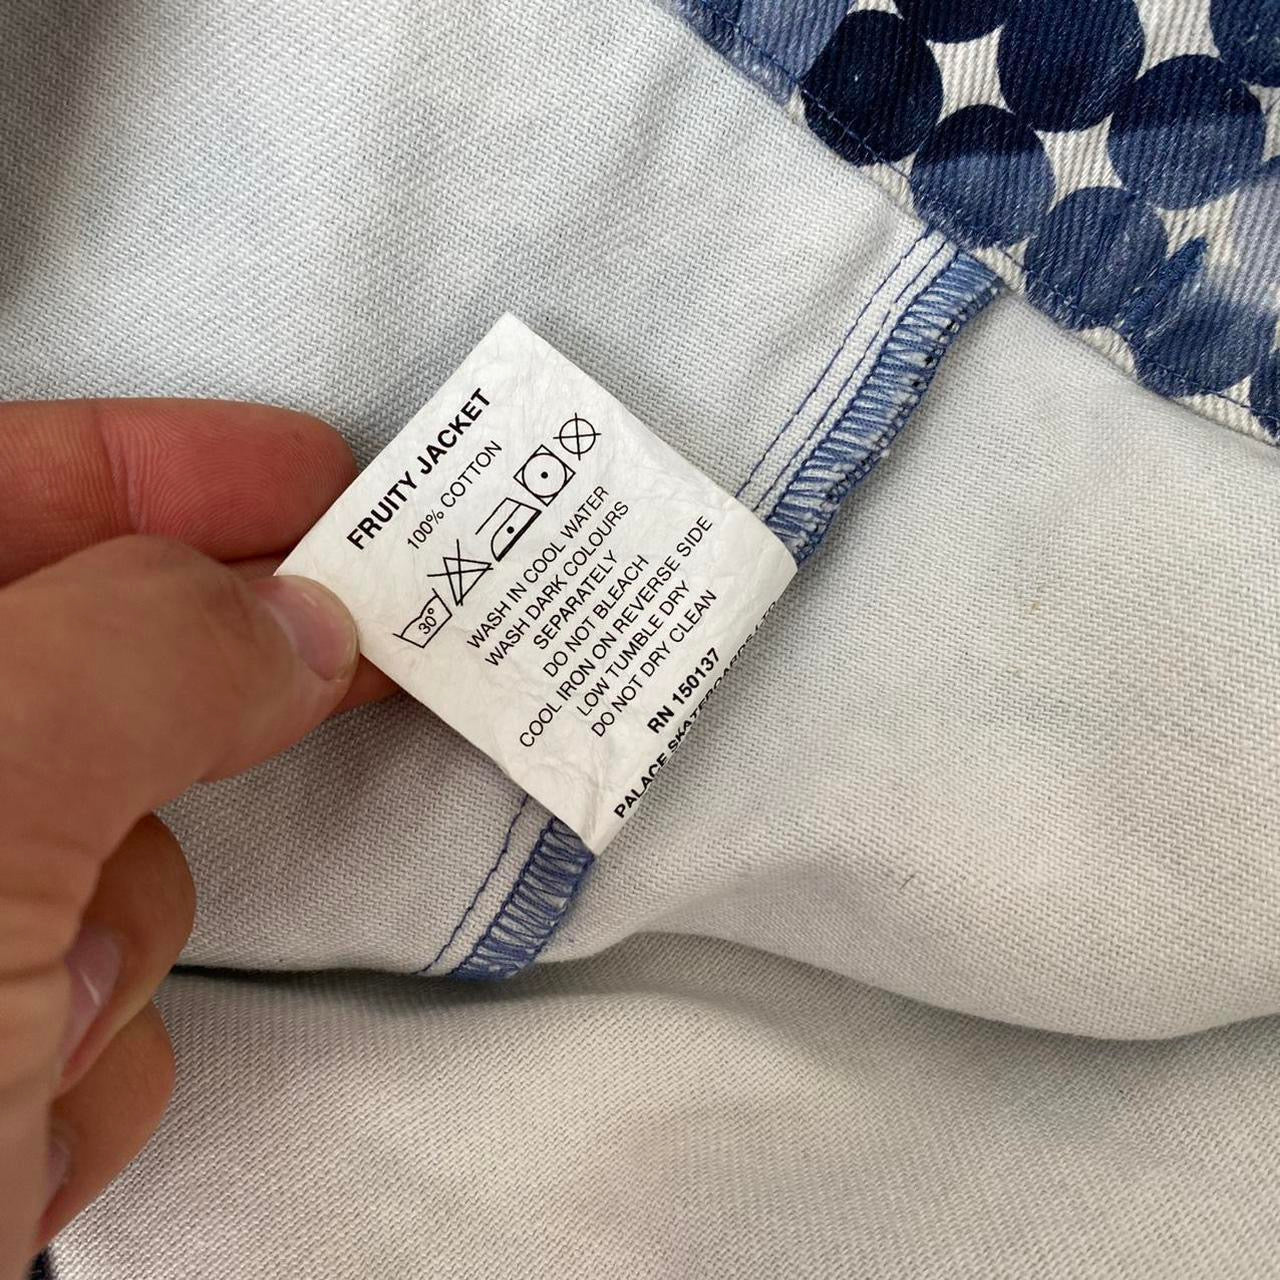 FRUITY JACKET
100% COTTON
30°
WASH IN COOL WATER
WASH DARK COLOURS
SEPARATELY
DO NOT BLEACH
COOL IRON ON REVERSE SIDE
LOW TUMBLE DRY
DO NOT DRY CLEAN
RN 150137
PALACE SKATEBOARDS LTD